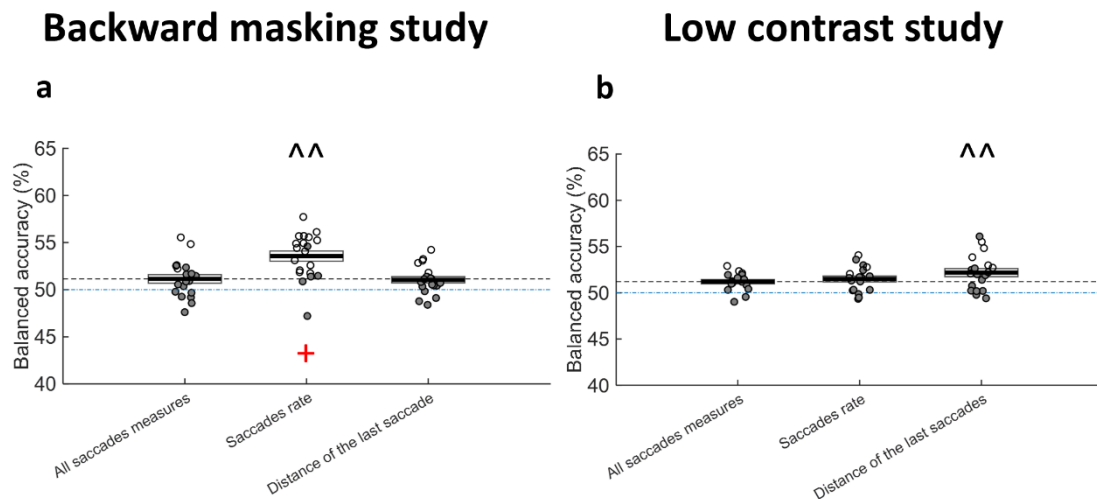 Backward masking study
Low contrast study
a
b
^^
^^
Balanced accuracy (%)
65
60
55
50
45
40
+
All saccades measures
Saccades rate
Distance of the last saccade
Balanced accuracy (%)
65
60
55
50
45
40
All saccades measures
Saccades rate
Distance of the last saccades